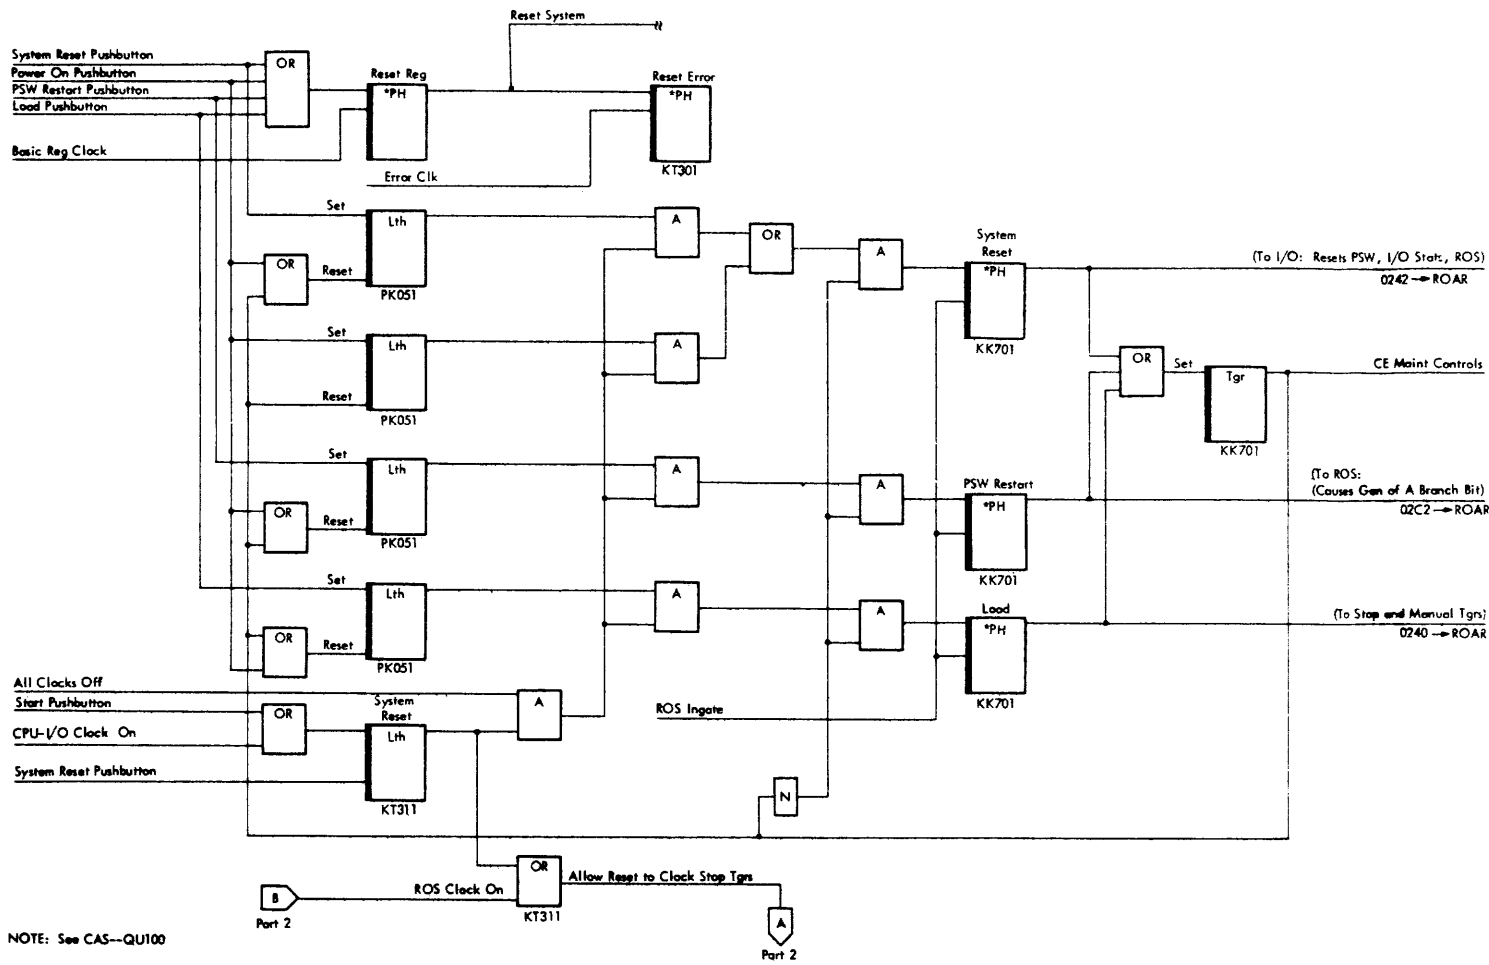 Reset System
System Reset Pushbutton
Power On Pushbutton
PSW Restart Pushbutton
Load Pushbutton
OR
Reset Reg
*PH
Reset Error
*PH
KT301
Basic Reg Clock
Error Clk
Set
Lth
A
OR
OR
Reset
PK051
A
System
Reset
*PH
KK701
(To I/O: Resets PSW, I/O Stats, ROS)
0242→ROAR
Set
Lth
Reset
PK051
A
OR
Set
Tgr
KK701
CE Maint Controls
Set
Lth
OR
Reset
PK051
A
A
PSW Restart
*PH
KK701
(To ROS:
(Causes Gen of A Branch Bit)
02C2→ROAR
Set
Lth
OR
Reset
PK051
A
A
Load
*PH
KK701
(To Stop and Manual Tgrs)
0240→ROAR
All Clocks Off
Start Pushbutton
CPU-I/O Clock On
System Reset Pushbutton
OR
System
Reset
Lth
KT311
A
ROS Ingate
N
B
Part 2
ROS Clock On
OR
KT311
Allow Reset to Clock Stop Tgrs
A
Part 2
NOTE: See CAS--QU100